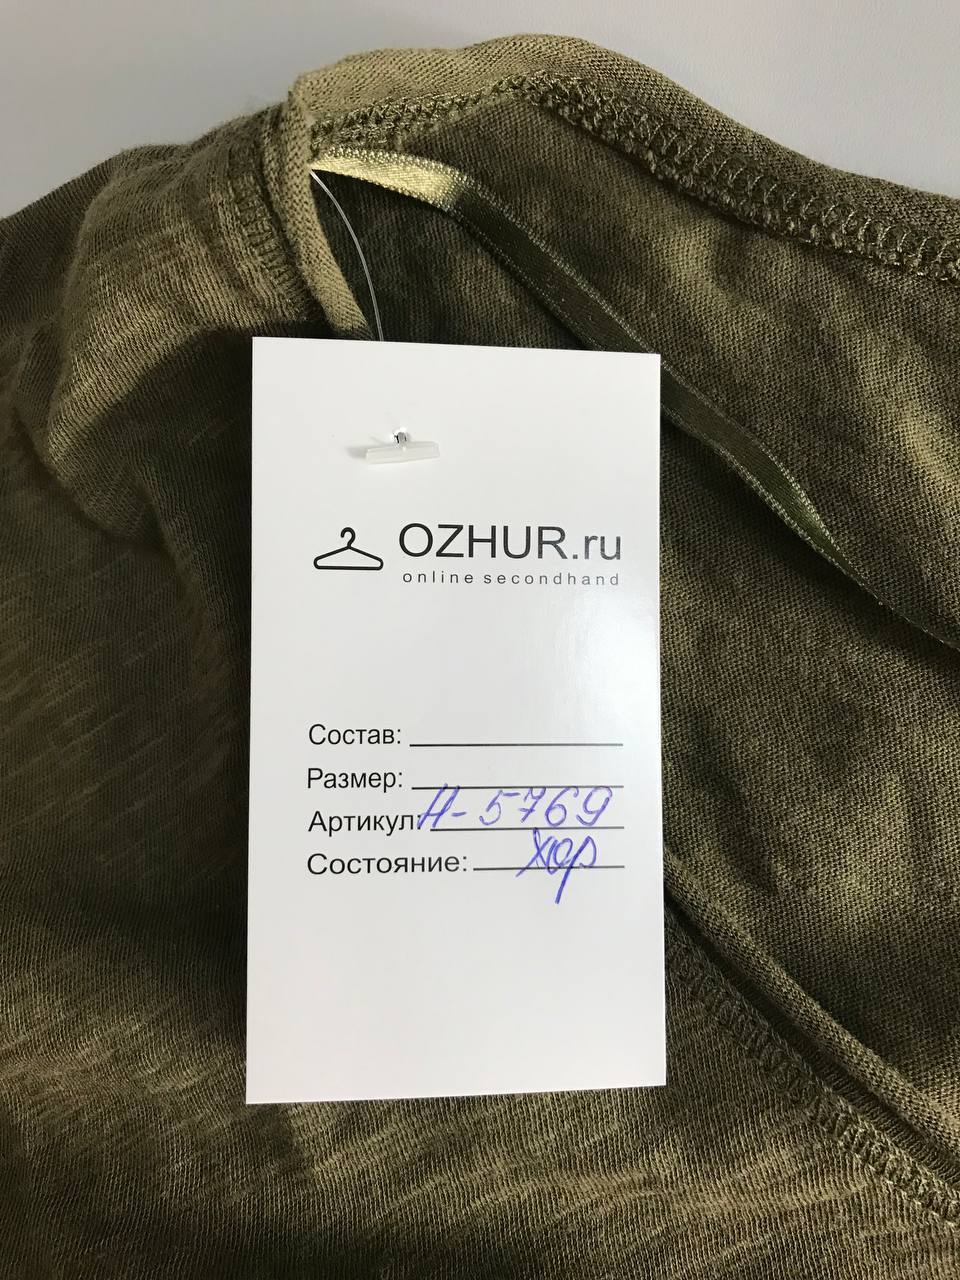 OZHUR.ru
online secondhand
Состав:
Размер:
Артикул: Н-5769
Состояние: хор